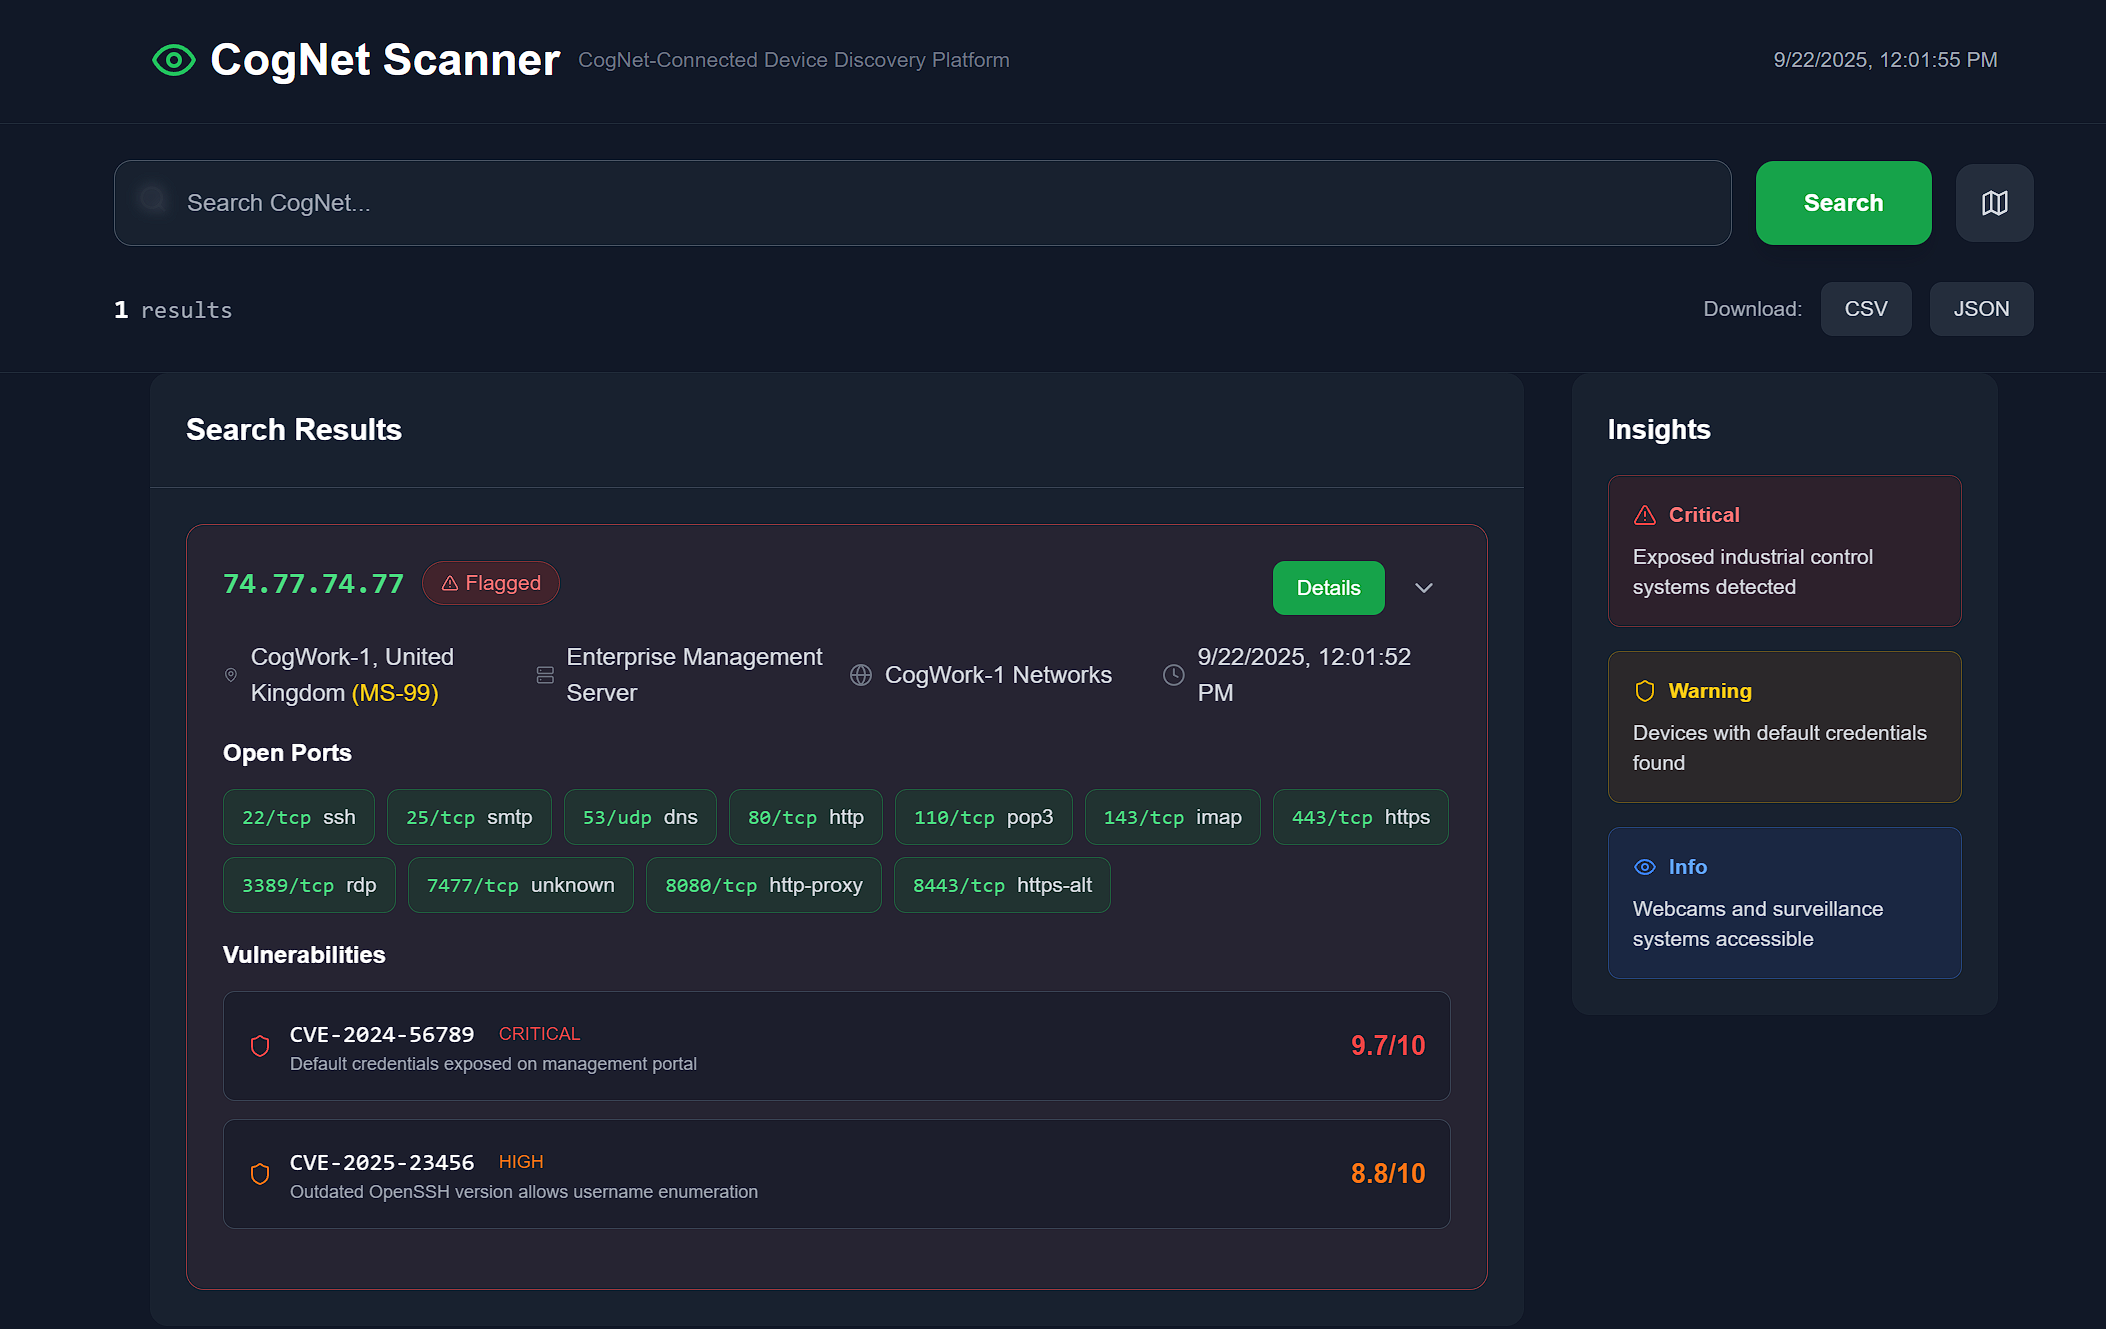 CogNet Scanner CogNet-Connected Device Discovery Platform 9/22/2025, 12:01:55 PM
Search CogNet...
Search
1 results
Download: CSV JSON
Search Results
74.77.74.77 Flagged
Details
CogWork-1, United
Kingdom (MS-99)
Enterprise Management
Server
CogWork-1 Networks
9/22/2025, 12:01:52
PM
Open Ports
22/tcp ssh 25/tcp smtp 53/udp dns 80/tcp http 110/tcp pop3 143/tcp imap 443/tcp https
3389/tcp rdp 7477/tcp unknown 8080/tcp http-proxy 8443/tcp https-alt
Vulnerabilities
CVE-2024-56789 CRITICAL
Default credentials exposed on management portal
9.7/10
CVE-2025-23456 HIGH
Outdated OpenSSH version allows username enumeration
8.8/10
Insights
Critical
Exposed industrial control
systems detected
Warning
Devices with default credentials
found
Info
Webcams and surveillance
systems accessible